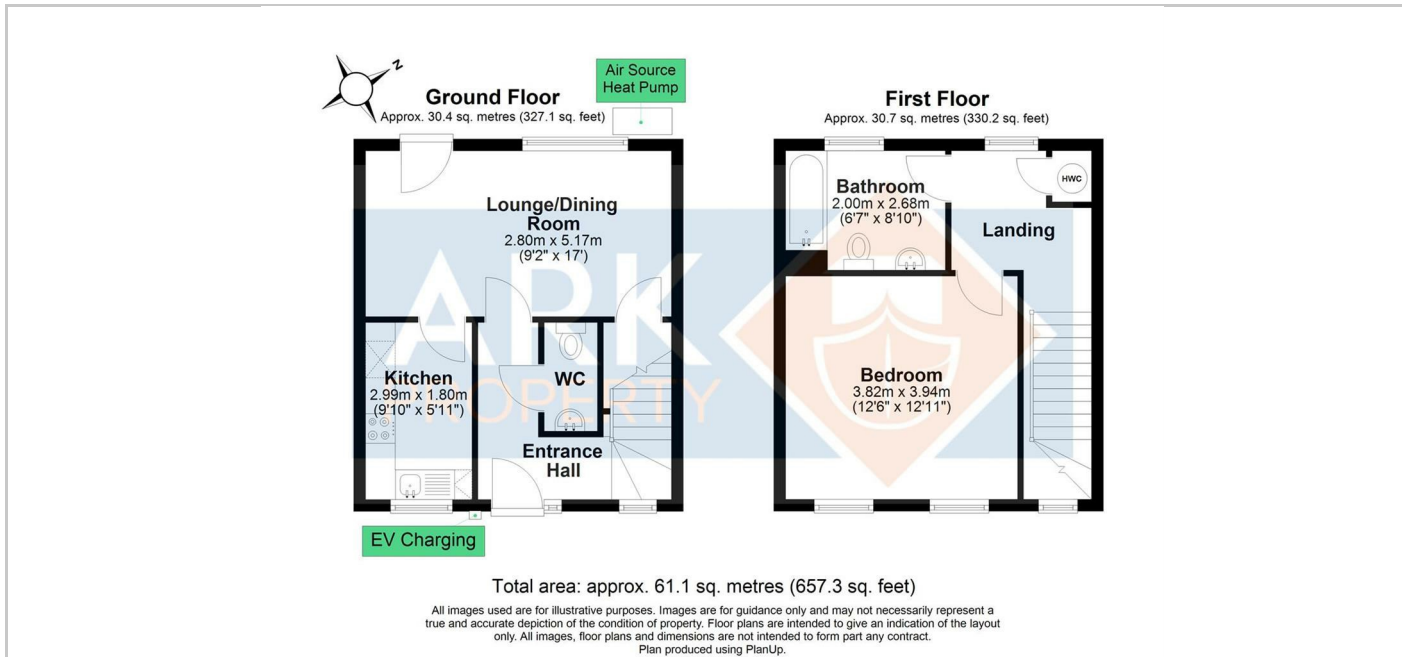 N
Air Source
Heat Pump
Ground Floor
Approx. 30.4 sq. metres (327.1 sq. feet)
Lounge/Dining
Room
2.80m x 5.17m
(9'2" x 17')
Kitchen
2.99m x 1.80m
(9'10" x 5'11")
WC
Entrance
Hall
EV Charging
First Floor
Approx. 30.7 sq. metres (330.2 sq. feet)
Bathroom
2.00m x 2.68m
(6'7" x 8'10")
HWC
Landing
Bedroom
3.82m x 3.94m
(12'6" x 12'11")
ARK
PROPERTY
Total area: approx. 61.1 sq. metres (657.3 sq. feet)
All images used are for illustrative purposes. Images are for guidance only and may not necessarily represent a
true and accurate depiction of the condition of property. Floor plans are intended to give an indication of the layout
only. All images, floor plans and dimensions are not intended to form part any contract.
Plan produced using PlanUp.